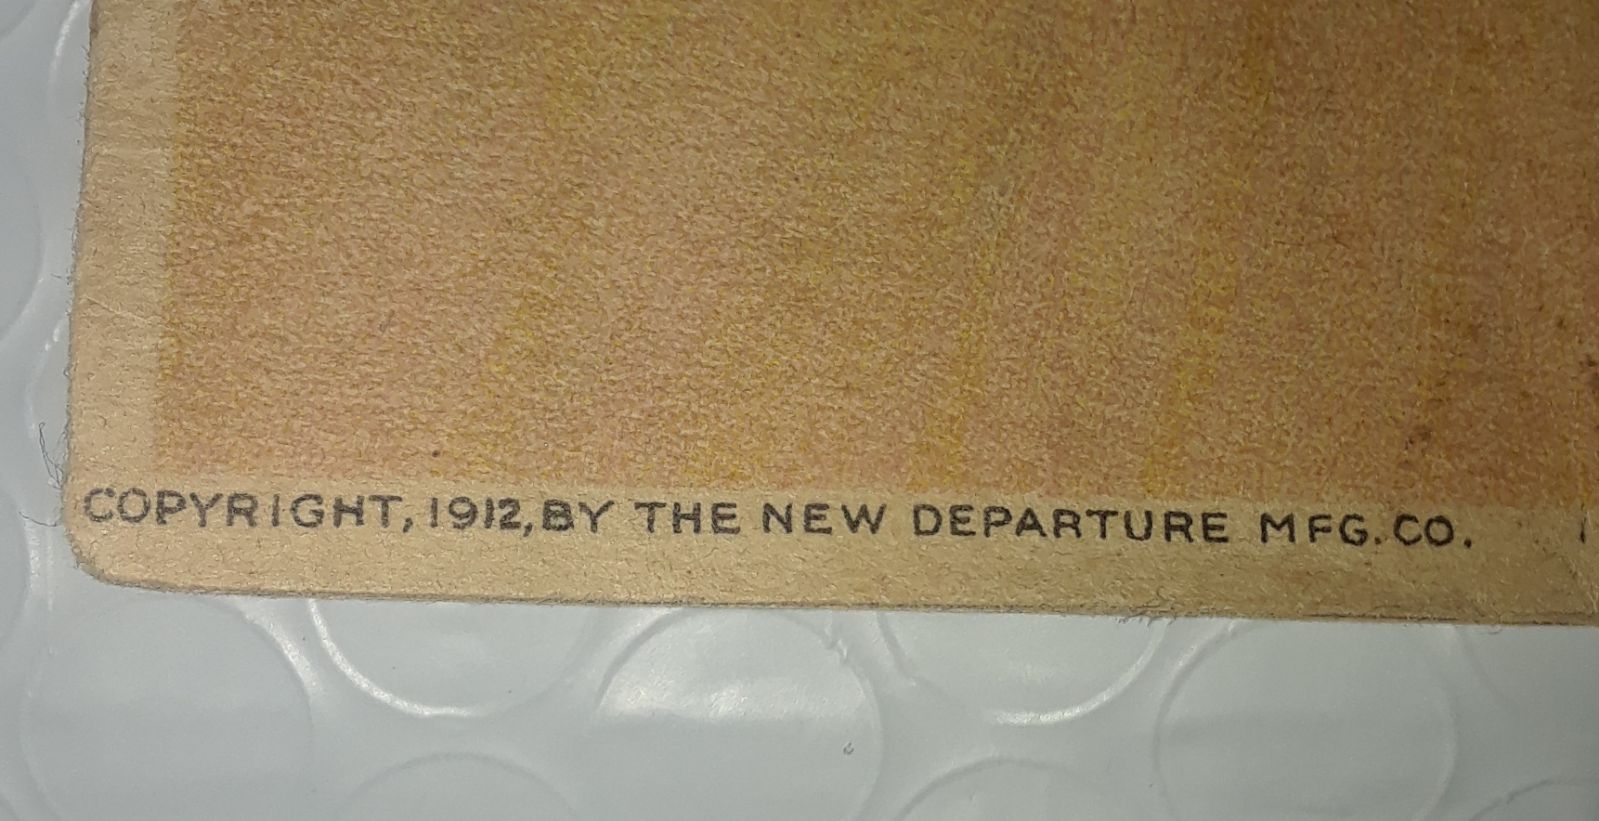 COPYRIGHT, 1912, BY THE NEW DEPARTURE MFG. CO.